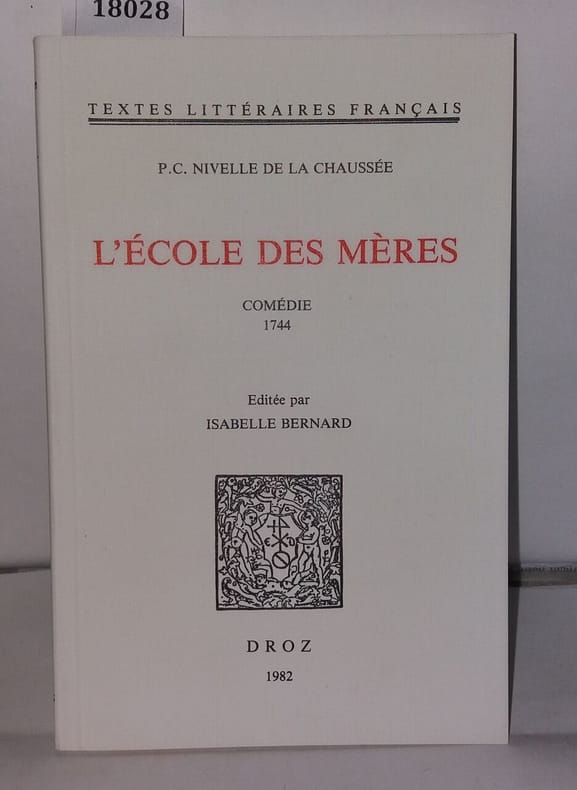 18028
TEXTES LITTÉRAIRES FRANÇAIS
P.C. NIVELLE DE LA CHAUSSÉE
L'ÉCOLE DES MÈRES
COMÉDIE
1744
Editée par
ISABELLE BERNARD
DROZ
1982